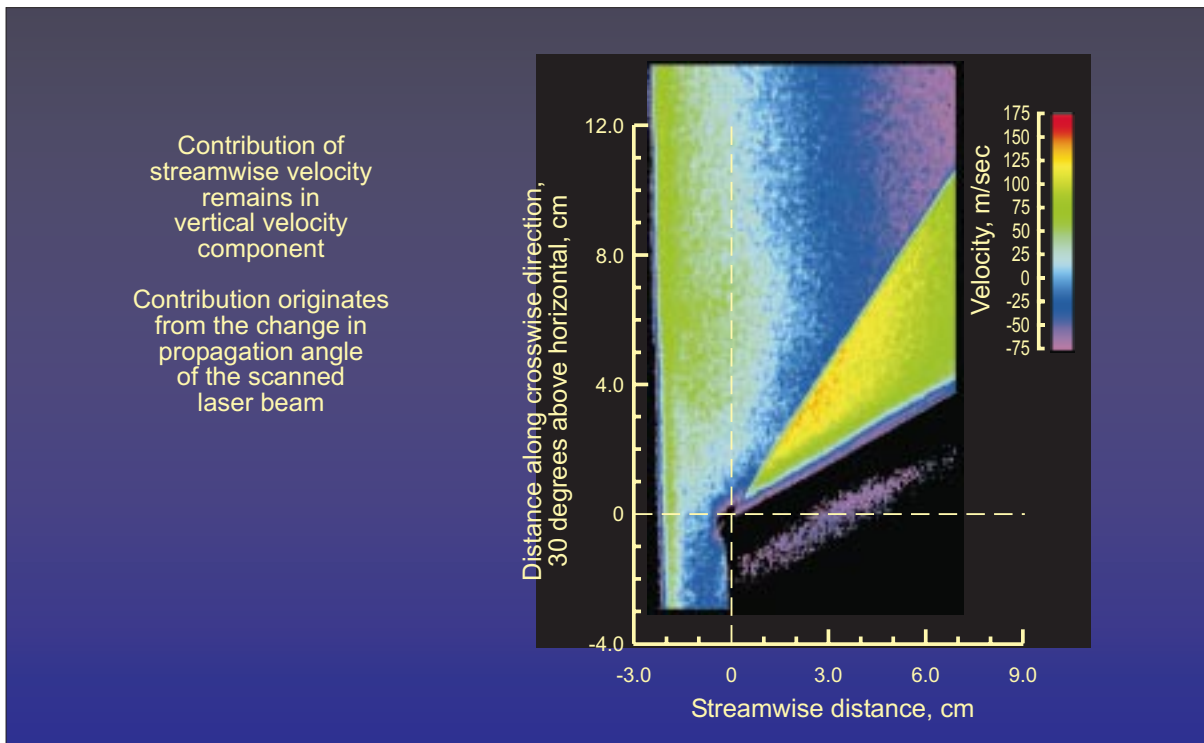 Contribution of
streamwise velocity
remains in
vertical velocity
component
Contribution originates
from the change in
propagation angle
of the scanned
laser beam
Distance along crosswise direction,
30 degrees above horizontal, cm
12.0
8.0
4.0
0
-4.0
-3.0 0 3.0 6.0 9.0
Streamwise distance, cm
Velocity, m/sec
175
150
125
100
75
50
25
0
-25
-50
-75